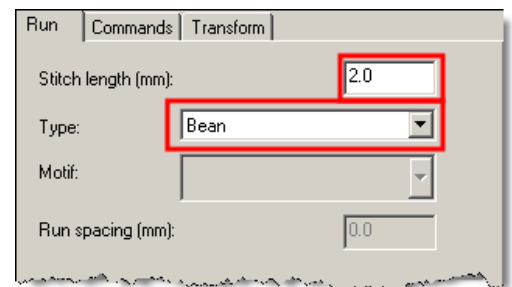 Run Commands Transform
Stitch length (mm): 2.0
Type: Bean
Motif:
Run spacing (mm): 0.0